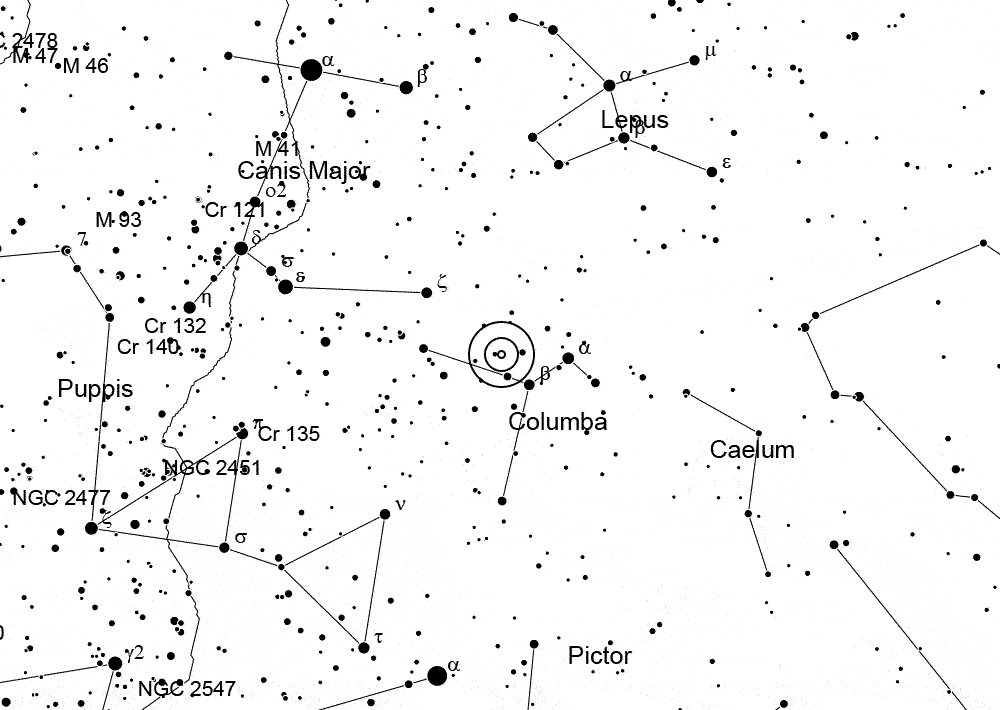 C 2478
M 47
M 46
α
β
α
μ
Lepus
β
ε
M 41
Canis Major
ο2
Cr 121
M 93
7
δ
σ
ε
ζ
η
Cr 132
Cr 140
Puppis
α
β
Columba
π
Cr 135
Caelum
NGC 2451
NGC 2477
ζ
ν
σ
τ
γ2
α
Pictor
NGC 2547